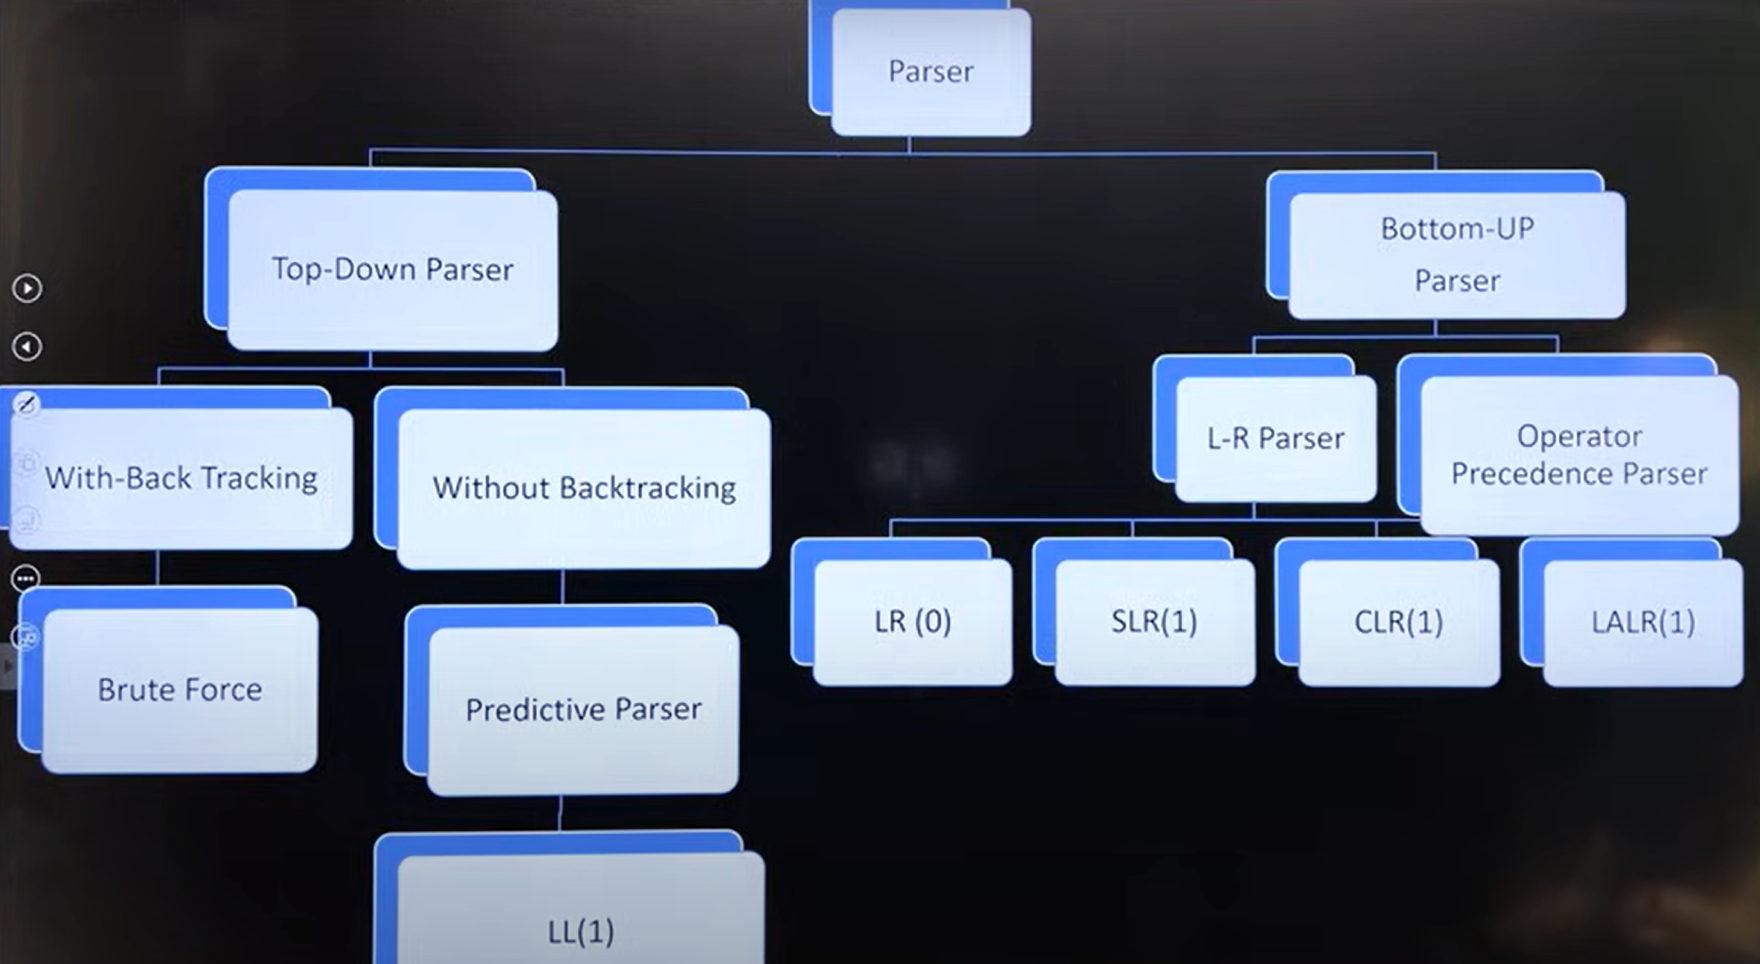 Parser
Top-Down Parser
Bottom-UP
Parser
With-Back Tracking
Without Backtracking
L-R Parser
Operator
Precedence Parser
Brute Force
Predictive Parser
LR (0)
SLR(1)
CLR(1)
LALR(1)
LL(1)